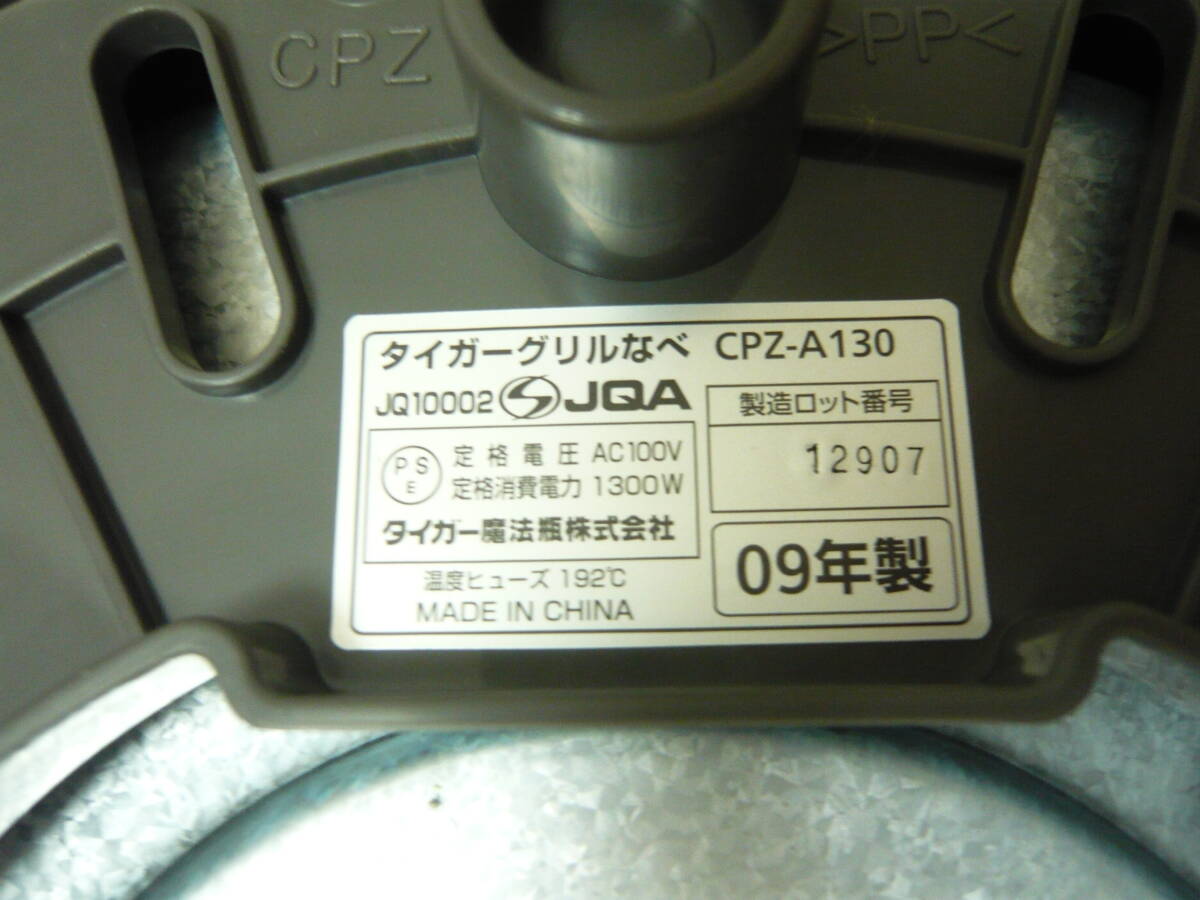 CPZ
>PP<
タイガーグリルなべ CPZ-A130
JQ10002 JQA
製造ロット番号
12907
PSE
定格電圧 AC100V
定格消費電力 1300W
タイガー魔法瓶株式会社
09年製
温度ヒューズ 192℃
MADE IN CHINA